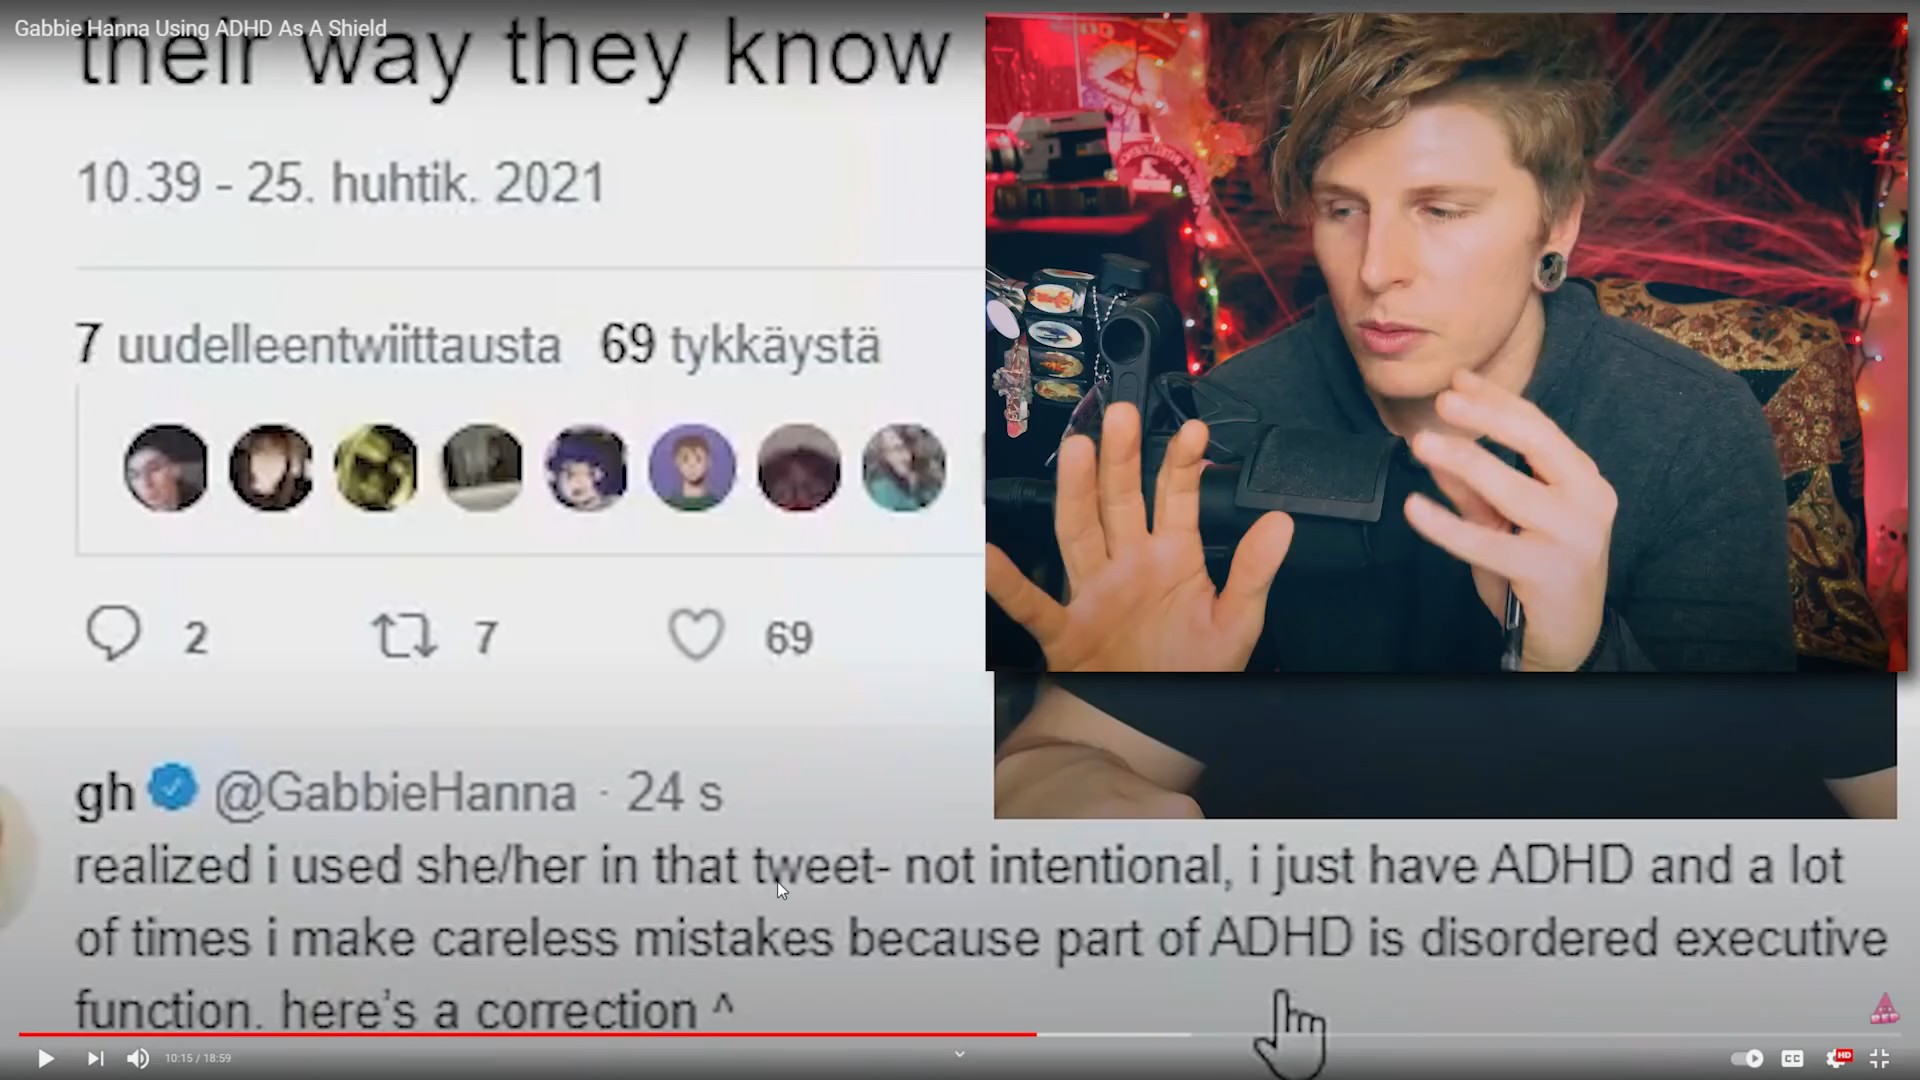 Gabbie Hanna Using ADHD As A Shield
their way they know
10.39 - 25. huhtik. 2021
7 uudelleentwiittausta 69 tykkäystä
2 7 69
gh @GabbieHanna · 24 s
realized i used she/her in that tweet- not intentional, i just have ADHD and a lot
of times i make careless mistakes because part of ADHD is disordered executive
function. here's a correction ^
10:15 / 18:59
CC
HD